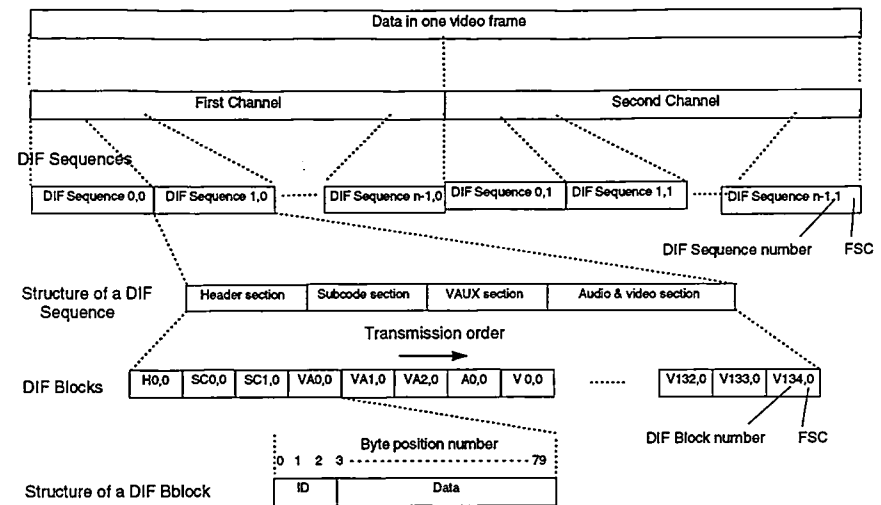 Data in one video frame
First Channel Second Channel
DIF Sequences
DIF Sequence 0,0 DIF Sequence 1,0 DIF Sequence n-1,0 DIF Sequence 0,1 DIF Sequence 1,1 DIF Sequence n-1,1
DIF Sequence number FSC
Structure of a DIF Sequence
Header section Subcode section VAUX section Audio & video section
Transmission order
DIF Blocks
H0,0 SC0,0 SC1,0 VA0,0 VA1,0 VA2,0 A0,0 V 0,0 V132,0 V133,0 V134,0
DIF Block number FSC
Byte position number
0 1 2 3 79
Structure of a DIF Bblock
ID Data